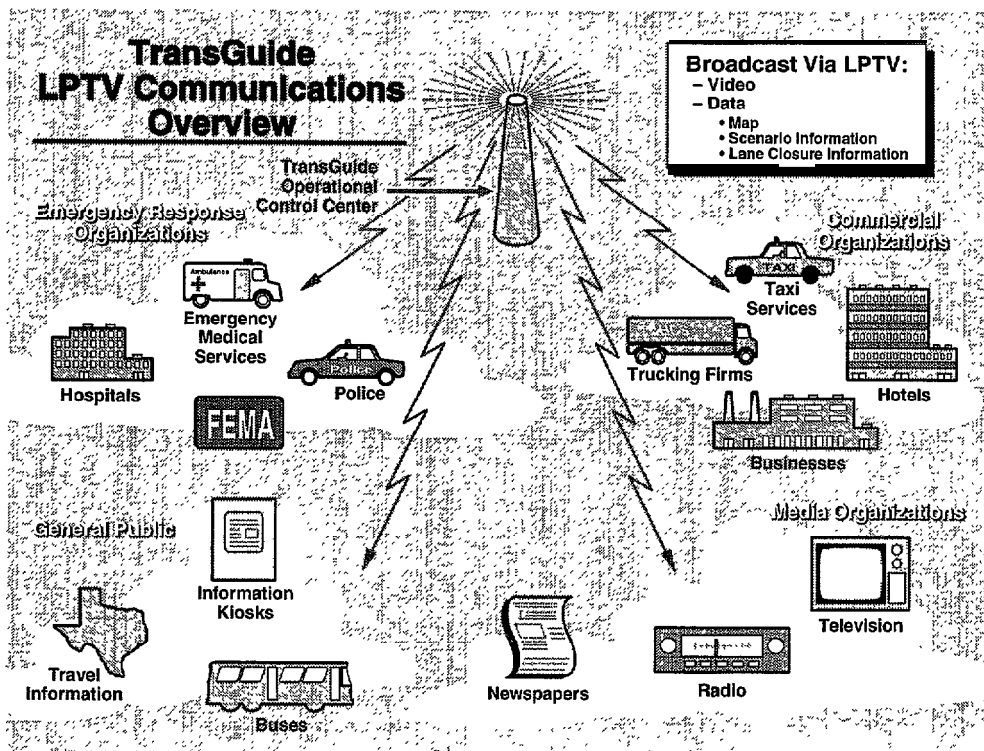 TransGuide
LPTV Communications
Overview
Broadcast Via LPTV:
– Video
– Data
• Map
• Scenario Information
• Lane Closure Information
TransGuide
Operational
Control Center
Emergency Response
Organizations
Ambulance
Emergency
Medical
Services
Hospitals
Police
Police
FEMA
Commercial
Organizations
TAXI
Taxi
Services
Trucking Firms
Hotels
Businesses
General Public
Information
Kiosks
Travel
Information
Buses
Media Organizations
Newspapers
Radio
Television